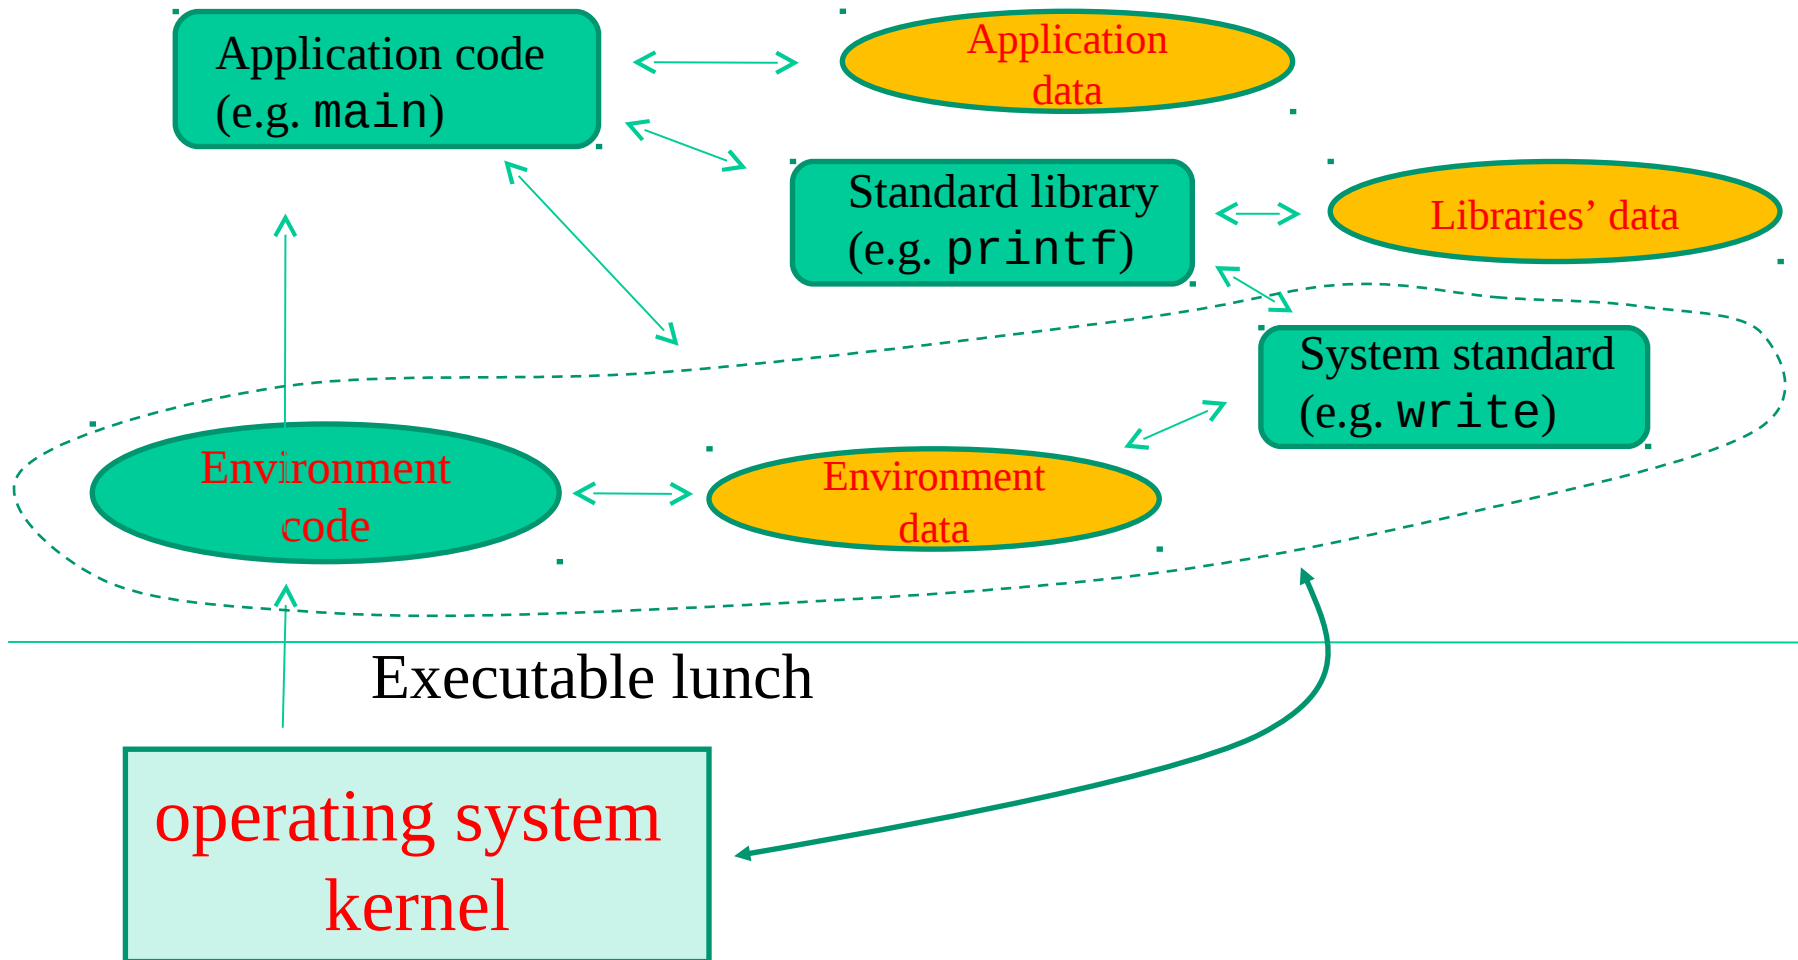 Application code
(e.g. main)
Application
data
Standard library
(e.g. printf)
Libraries’ data
System standard
(e.g. write)
Environment
code
Environment
data
Executable lunch
operating system
kernel